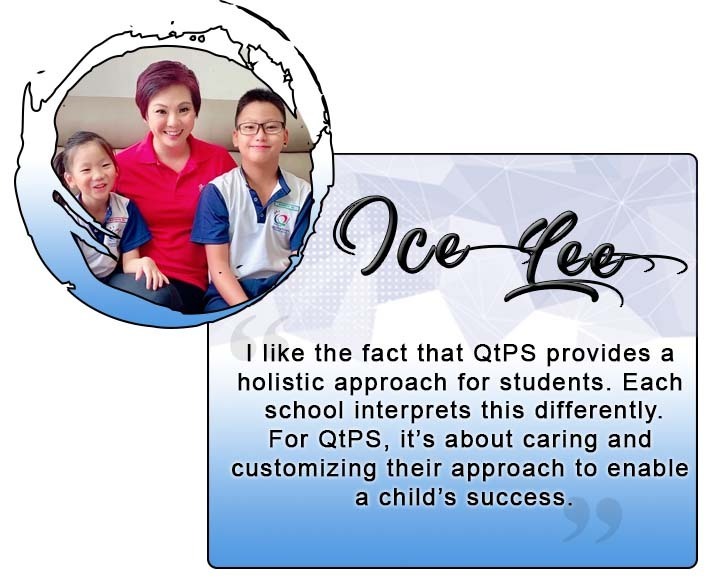 Ice Lee
I like the fact that QtPS provides a
holistic approach for students. Each
school interprets this differently.
For QtPS, it’s about caring and
customizing their approach to enable
a child’s success.